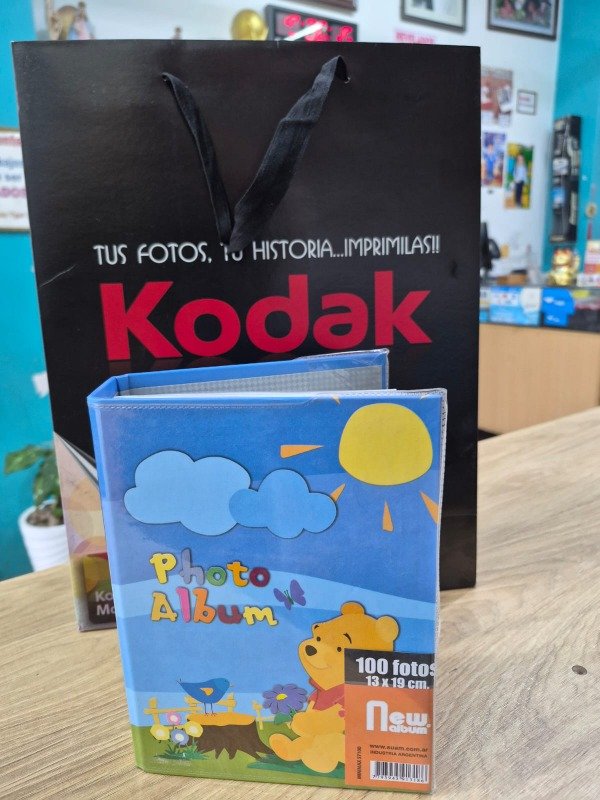 TUS FOTOS, TU HISTORIA...IMPRIMILAS!!
Kodak
Photo
Album
100 fotos
13 x 19 cm.
New
album
www.euam.com.ar
INDUSTRIA ARGENTINA